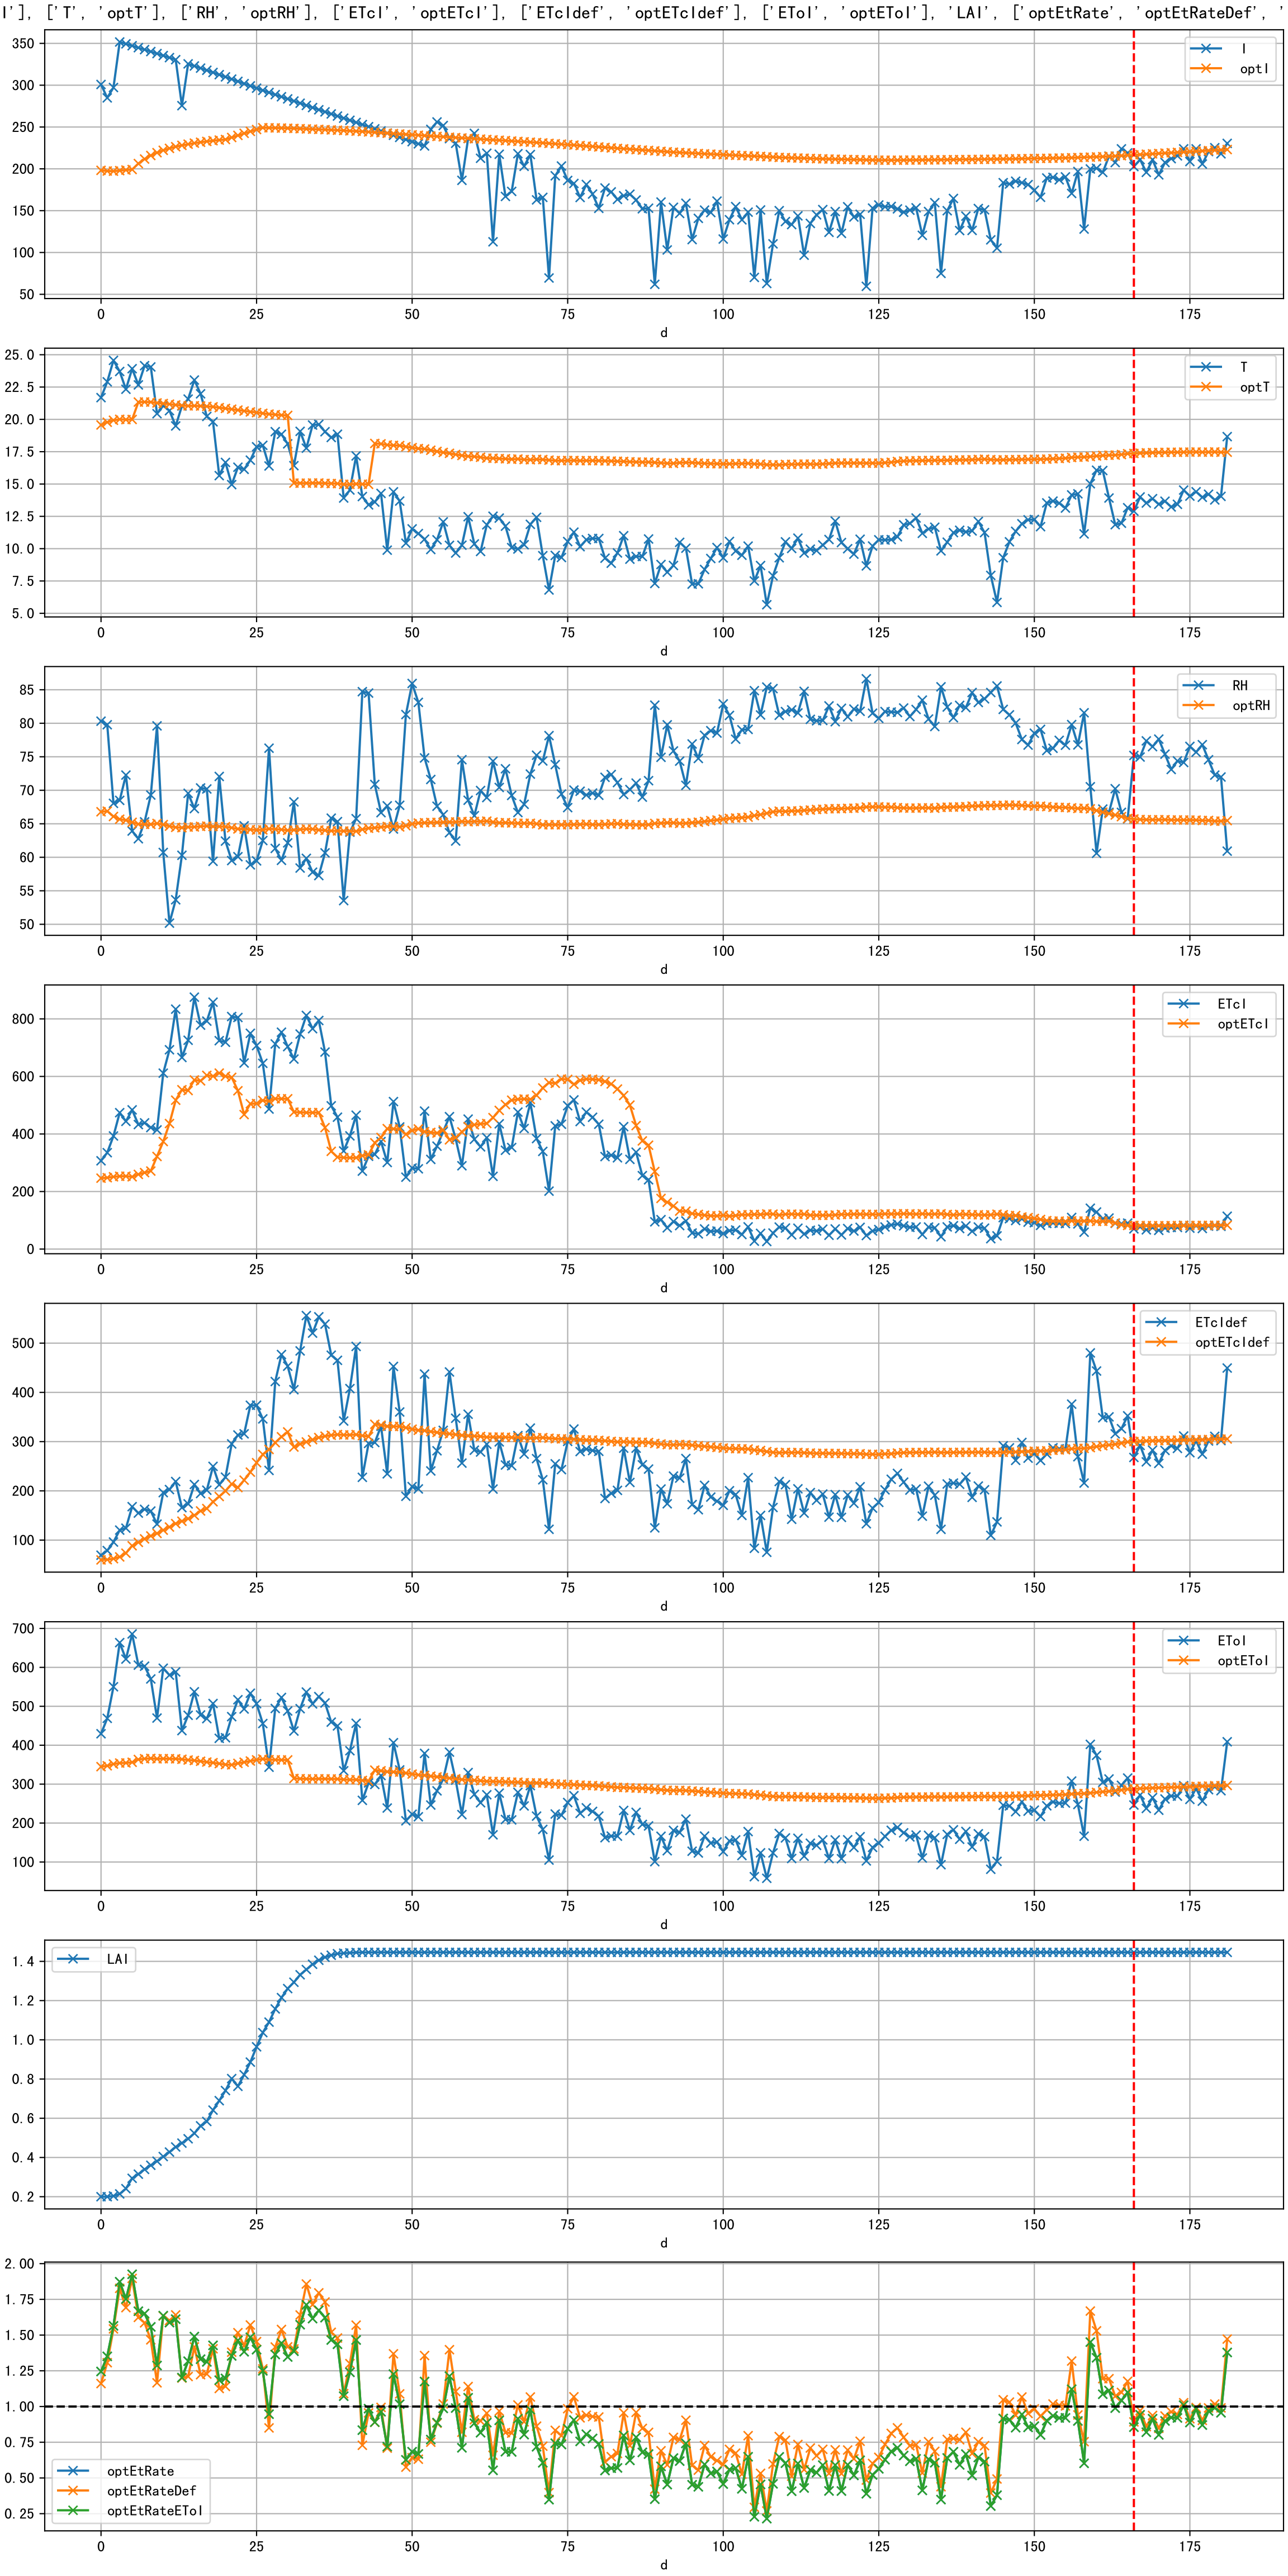 I'], ['T', 'optT'], ['RH', 'optRH'], ['ETcI', 'optETcI'], ['ETcIdef', 'optETcIdef'], ['EToI', 'optEToI'], 'LAI', ['optEtRate', 'optEtRateDef', '
I
optI
350
300
250
200
150
100
50
0 25 50 75 100 125 150 175
d
T
optT
25.0
22.5
20.0
17.5
15.0
12.5
10.0
7.5
5.0
0 25 50 75 100 125 150 175
d
RH
optRH
85
80
75
70
65
60
55
50
0 25 50 75 100 125 150 175
d
ETcI
optETcI
800
600
400
200
0
0 25 50 75 100 125 150 175
d
ETcIdef
optETcIdef
500
400
300
200
100
0 25 50 75 100 125 150 175
d
EToI
optEToI
700
600
500
400
300
200
100
0 25 50 75 100 125 150 175
d
LAI
1.4
1.2
1.0
0.8
0.6
0.4
0.2
0 25 50 75 100 125 150 175
d
2.00
1.75
1.50
1.25
1.00
0.75
0.50
0.25
optEtRate
optEtRateDef
optEtRateEToI
0 25 50 75 100 125 150 175
d